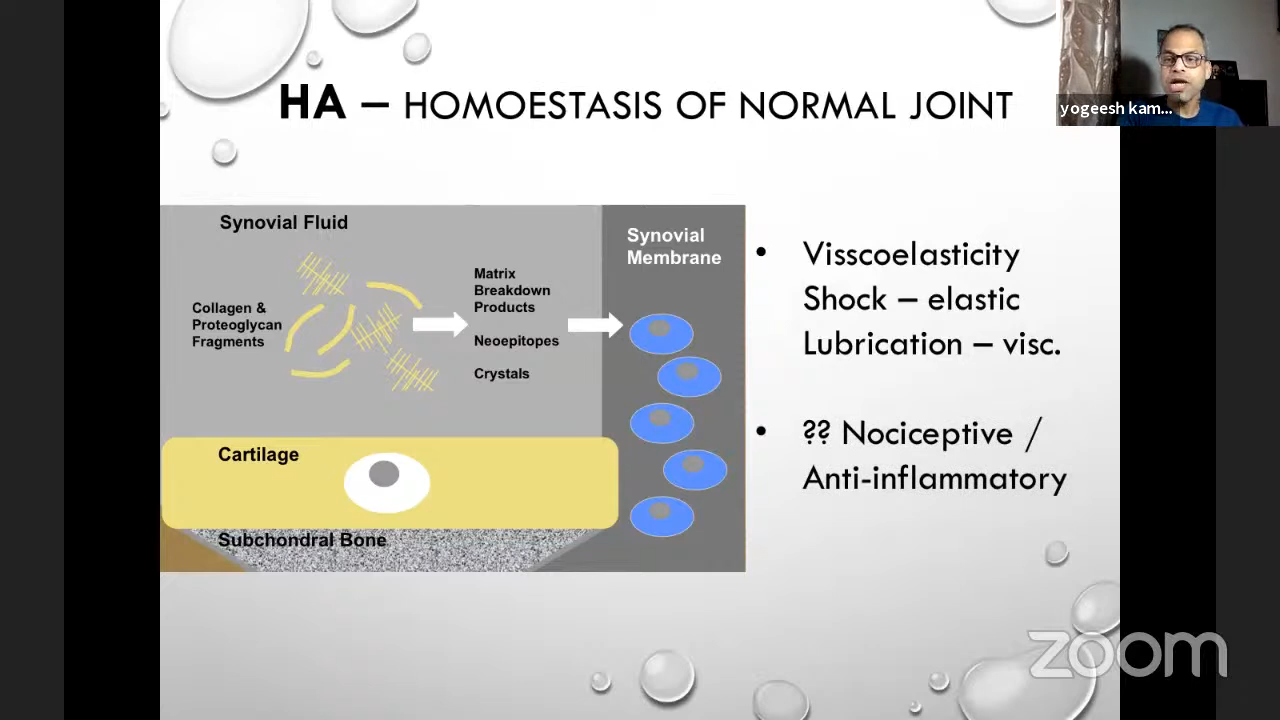 HA – HOMOESTASIS OF NORMAL JOINT
yogeesh kam...
Synovial Fluid
Collagen &
Proteoglycan
Fragments
Matrix
Breakdown
Products
Neoepitopes
Crystals
Synovial
Membrane
Cartilage
Subchondral Bone
• Visscoelasticity
Shock – elastic
Lubrication – visc.
• ?? Nociceptive /
Anti-inflammatory
zoom